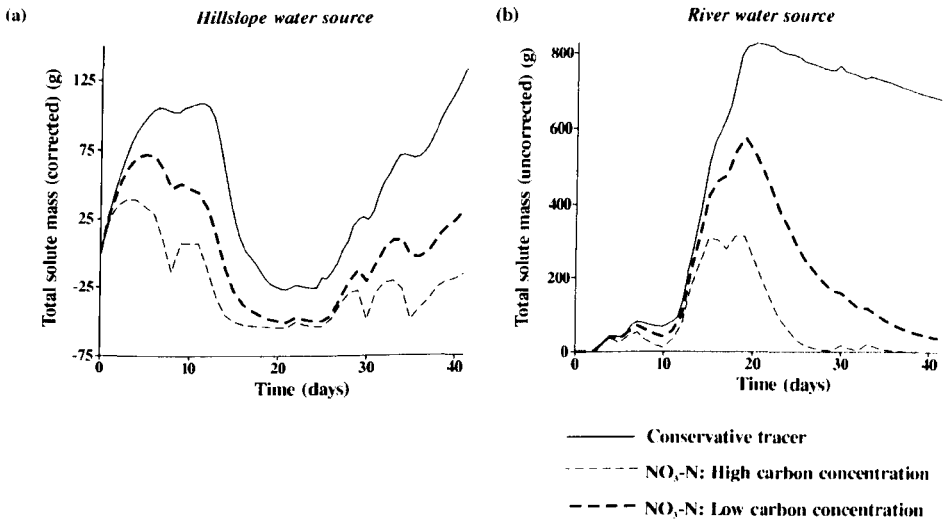 (a)
Hillslope water source
Total solute mass (corrected) (g)
125
75
25
-25
-75
0
10
20
30
40
Time (days)
(b)
River water source
Total solute mass (uncorrected) (g)
800
600
400
200
0
0
10
20
30
40
Time (days)
Conservative tracer
NO₃-N: High carbon concentration
NO₃-N: Low carbon concentration